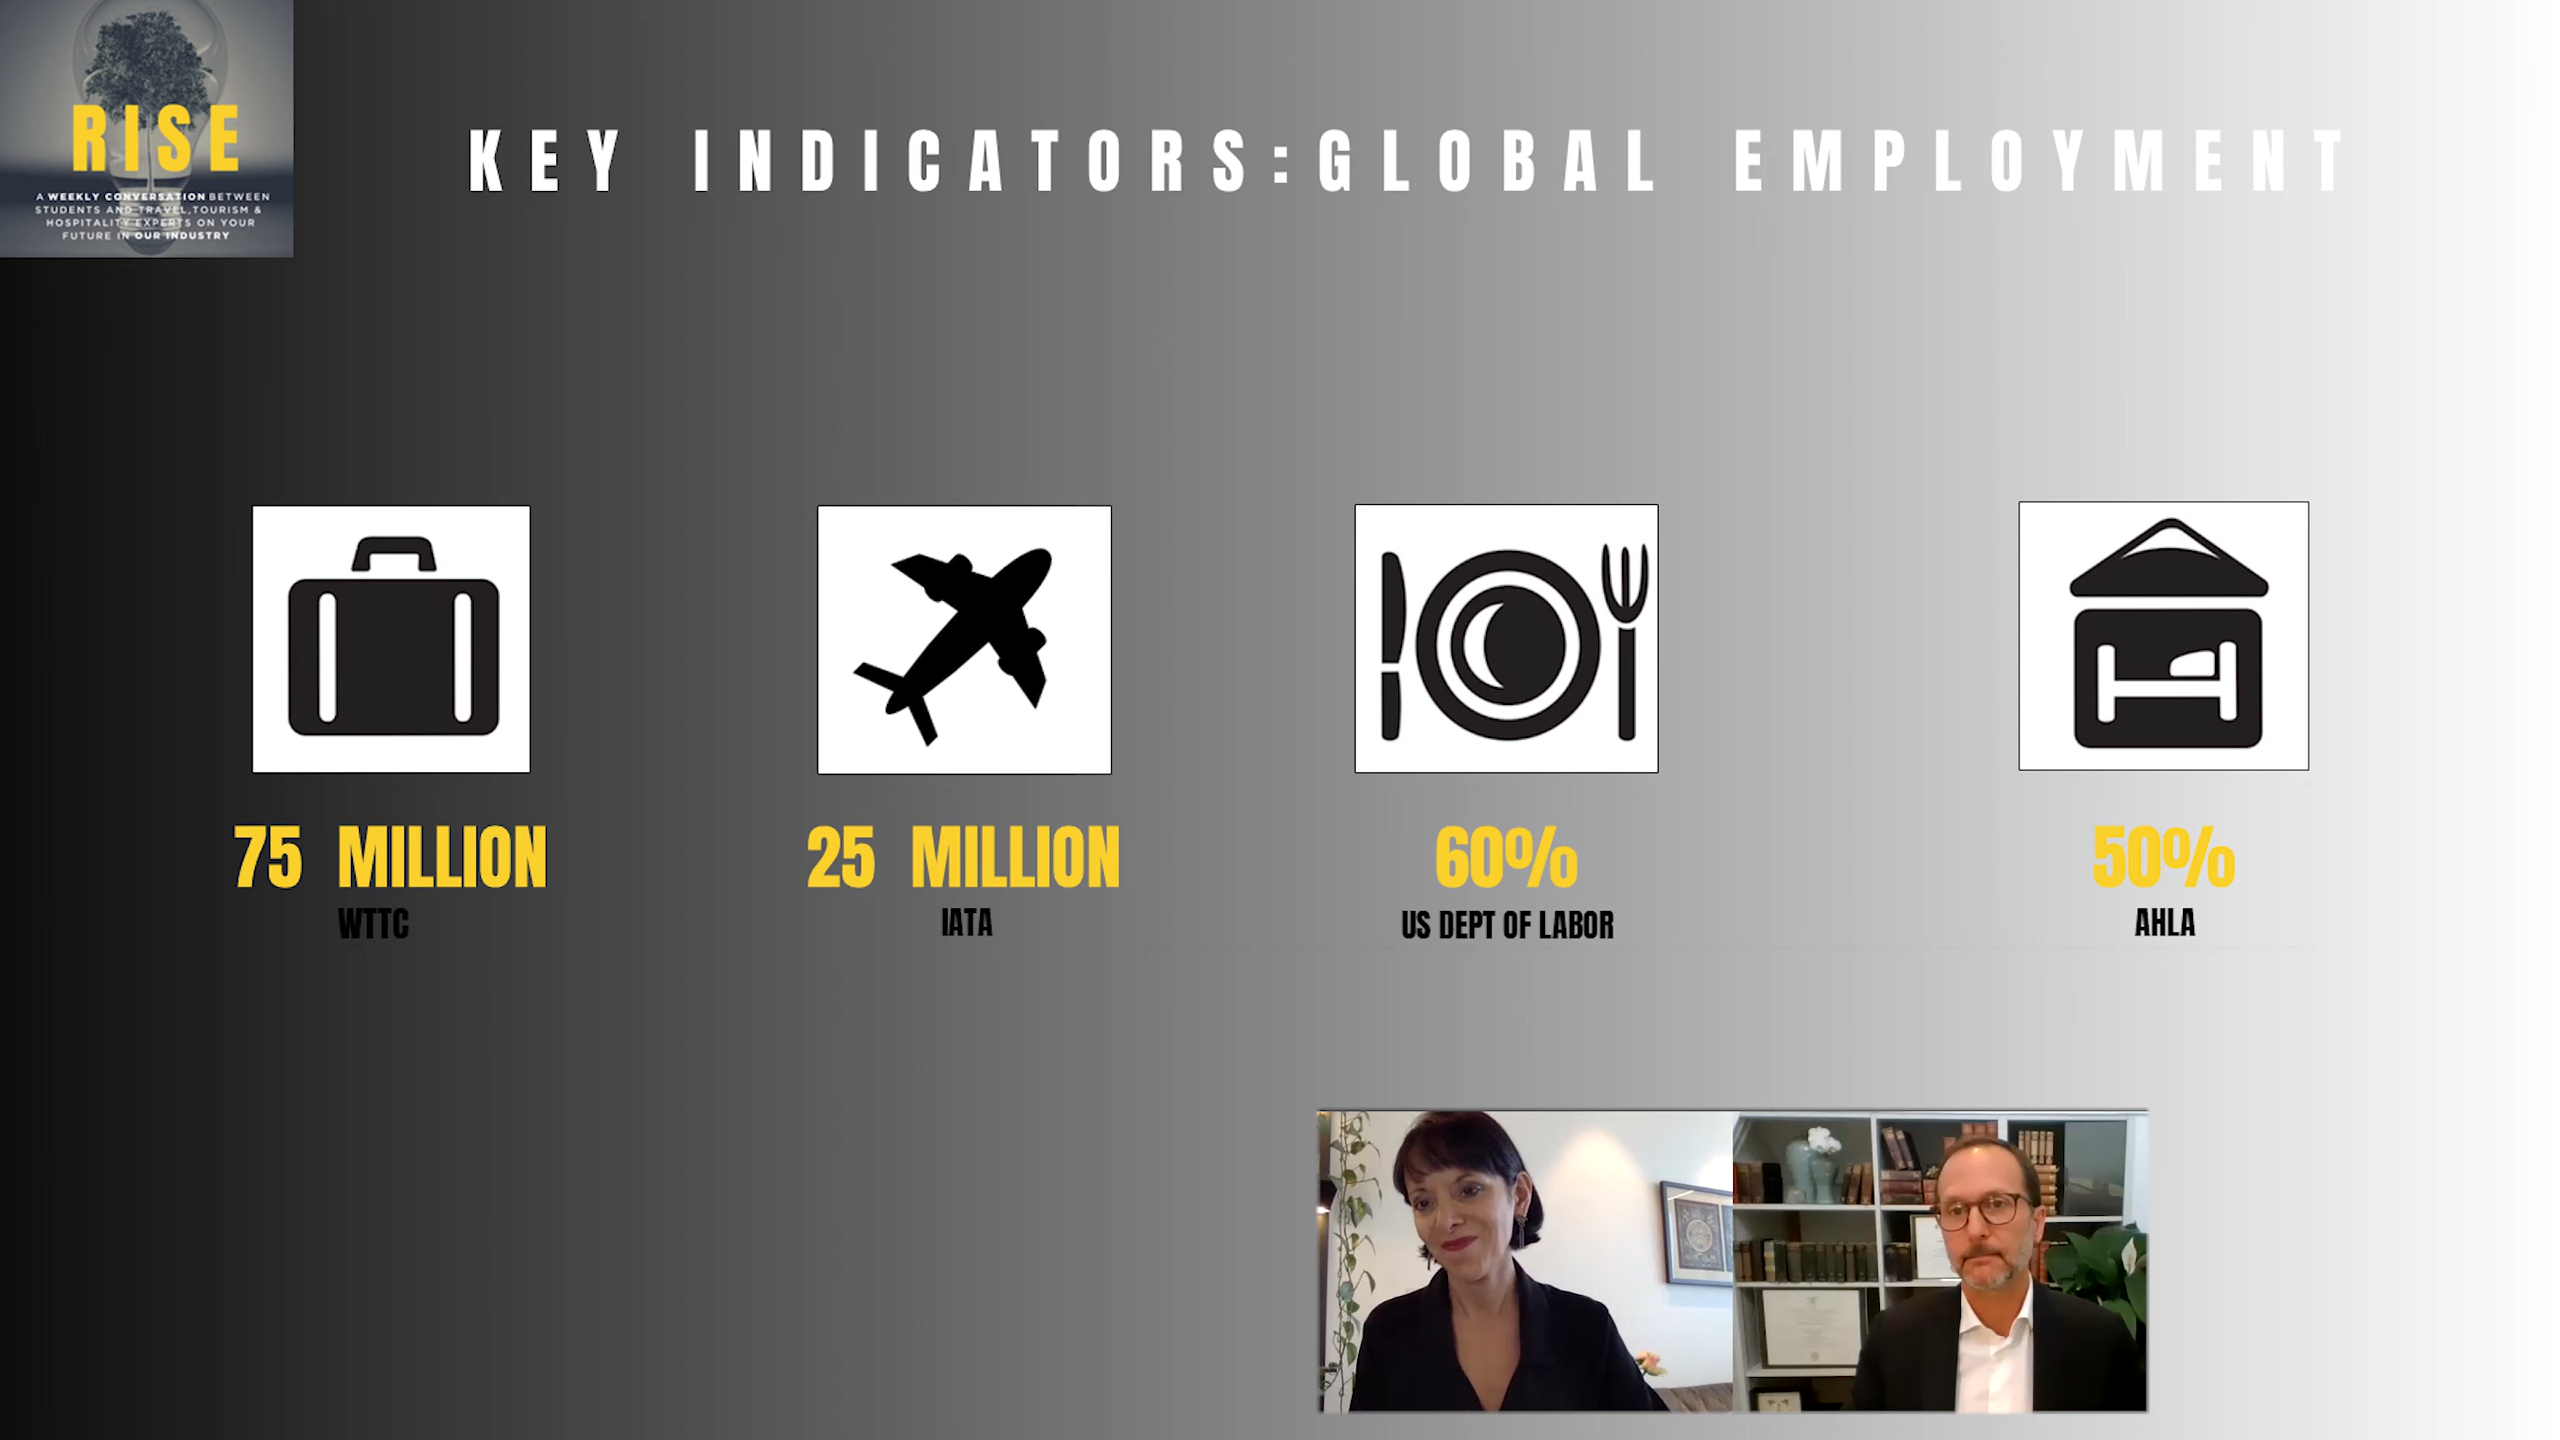 RISE
A WEEKLY CONVERSATION BETWEEN
STUDENTS AND TRAVEL, TOURISM &
HOSPITALITY EXPERTS ON YOUR
FUTURE IN OUR INDUSTRY
KEY INDICATORS:GLOBAL EMPLOYMENT
75 MILLION
WTTC
25 MILLION
IATA
60%
US DEPT OF LABOR
50%
AHLA